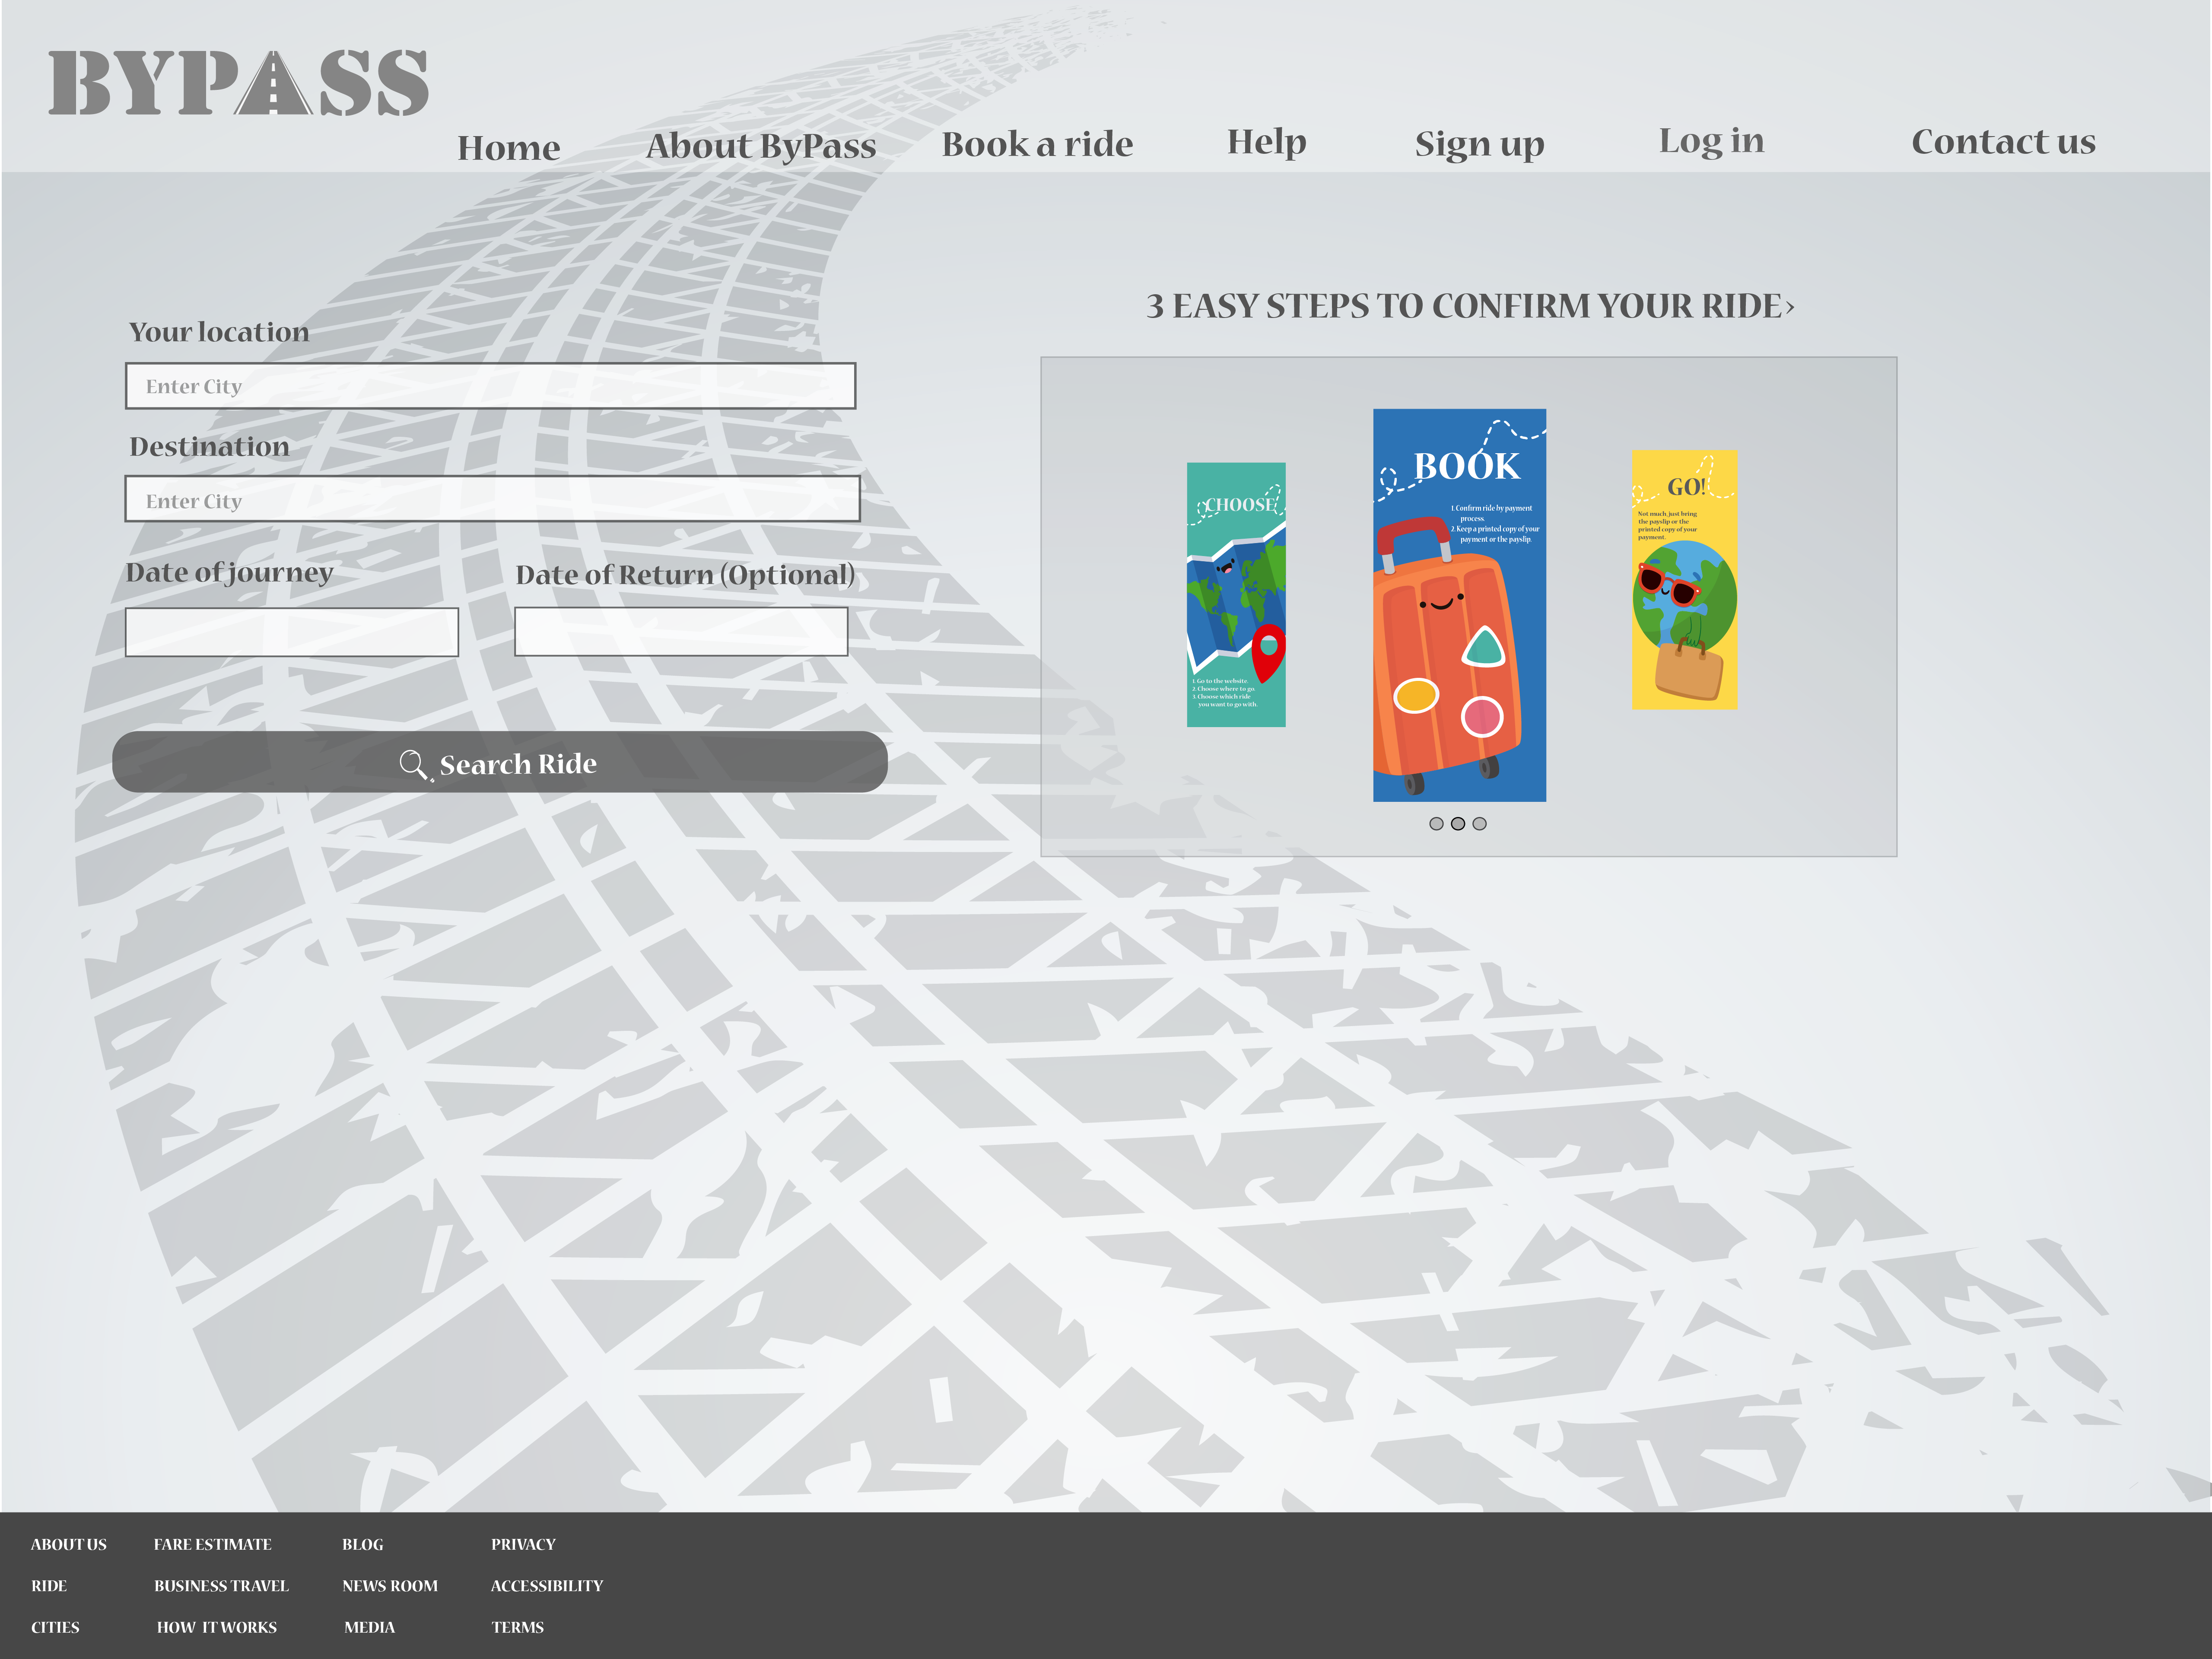 BYPASS
Home
About ByPass
Book a ride
Help
Sign up
Log in
Contact us
Your location
Enter City
Destination
Enter City
Date of journey
Date of Return (Optional)
Search Ride
3 EASY STEPS TO CONFIRM YOUR RIDE›
CHOOSE
1. Go to the website.
2. Choose where to go.
3. Choose which ride
you want to go with.
BOOK
1. Confirm ride by payment
process.
2. Keep a printed copy of your
payment or the payslip.
GO!
Not much, just bring
the payslip or the
printed copy of your
payment.
ABOUT US
FARE ESTIMATE
BLOG
PRIVACY
RIDE
BUSINESS TRAVEL
NEWS ROOM
ACCESSIBILITY
CITIES
HOW IT WORKS
MEDIA
TERMS